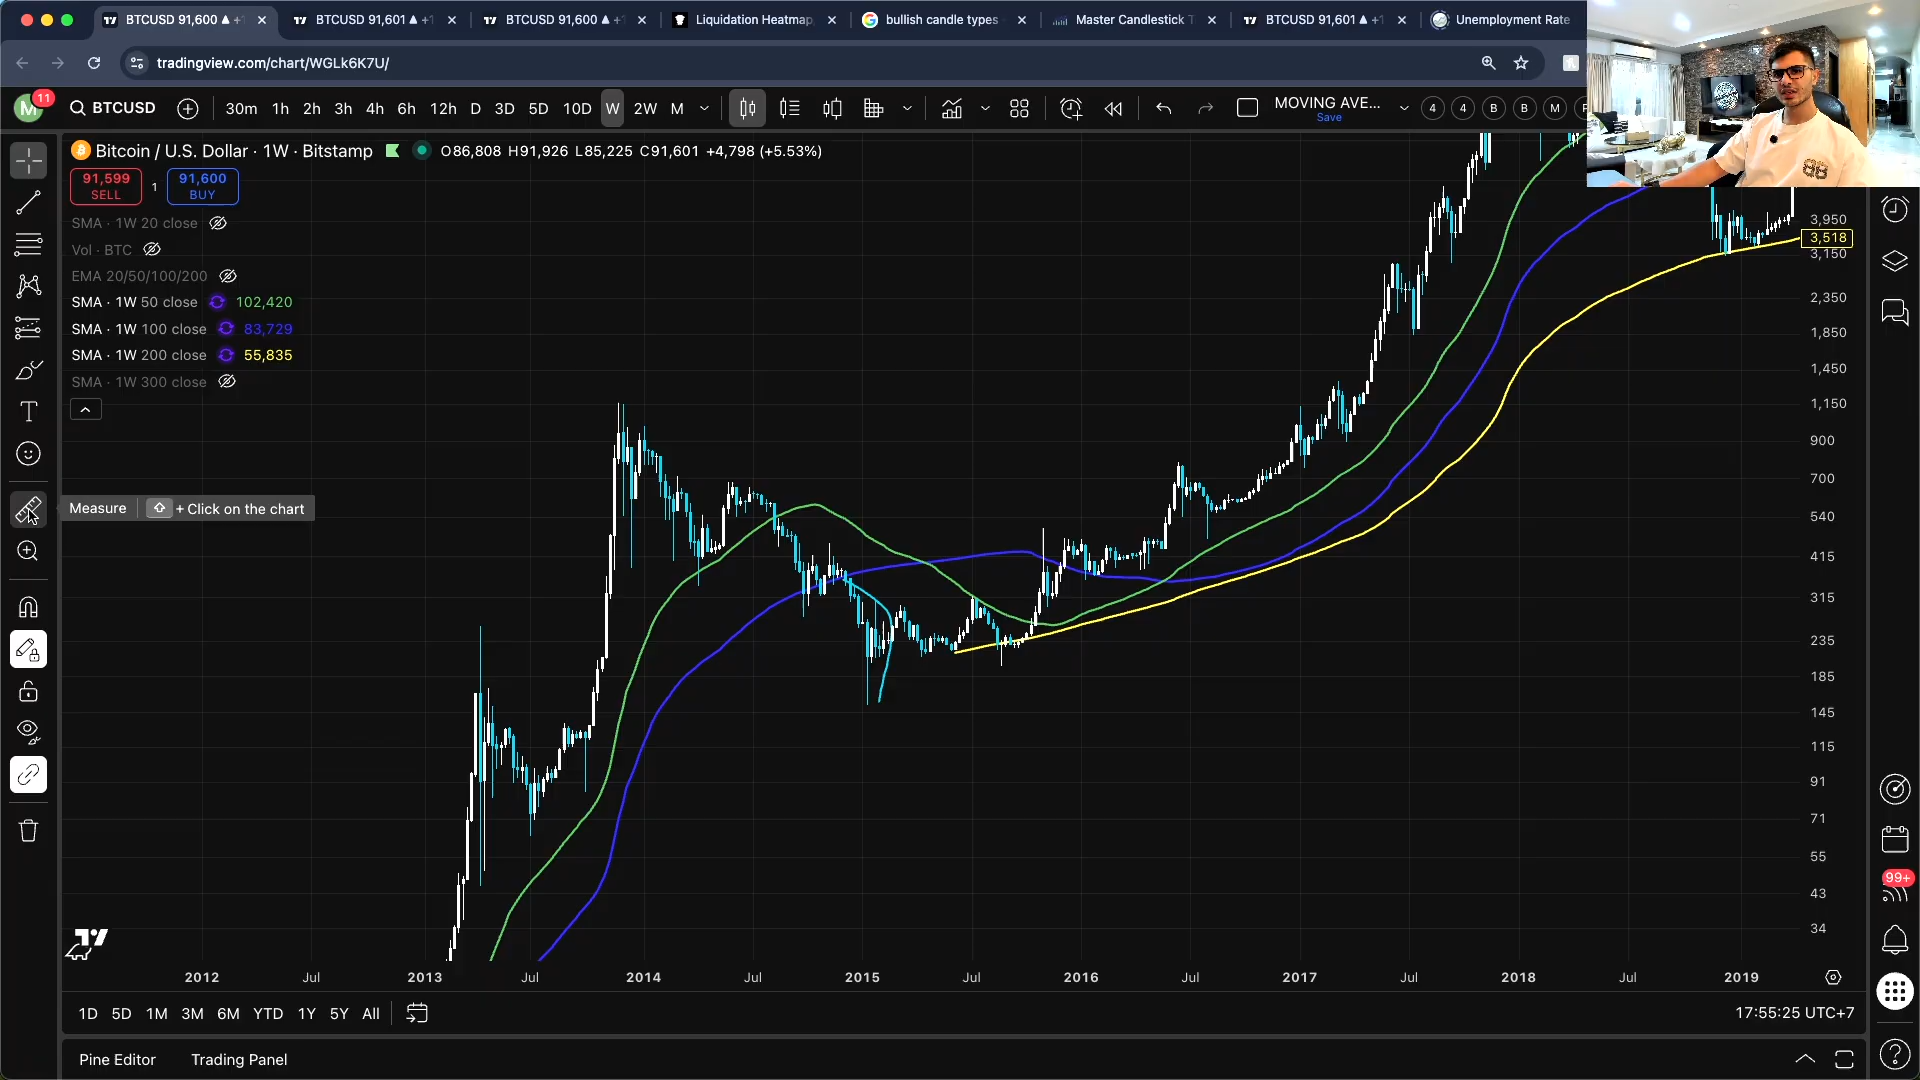 BTCUSD 91,600 ▲ +1
BTCUSD 91,601 ▲ +1
BTCUSD 91,600 ▲ +1
Liquidation Heatmap,
bullish candle types
Master Candlestick T
BTCUSD 91,601 ▲ +1
Unemployment Rate
tradingview.com/chart/WGLk6K7U/
M 11
BTCUSD
30m 1h 2h 3h 4h 6h 12h D 3D 5D 10D W 2W M
MOVING AVE...
Save
4 4 B B M
Bitcoin / U.S. Dollar · 1W · Bitstamp O86,808 H91,926 L85,225 C91,601 +4,798 (+5.53%)
91,599 SELL
1
91,600 BUY
SMA · 1W 20 close
Vol · BTC
EMA 20/50/100/200
SMA · 1W 50 close 102,420
SMA · 1W 100 close 83,729
SMA · 1W 200 close 55,835
SMA · 1W 300 close
Measure + Click on the chart
3,950
3,518
3,150
2,350
1,850
1,450
1,150
900
700
540
415
315
235
185
145
115
91
71
55
43
34
99+
2012 Jul 2013 Jul 2014 Jul 2015 Jul 2016 Jul 2017 Jul 2018 Jul 2019
1D 5D 1M 3M 6M YTD 1Y 5Y All
17:55:25 UTC+7
Pine Editor Trading Panel